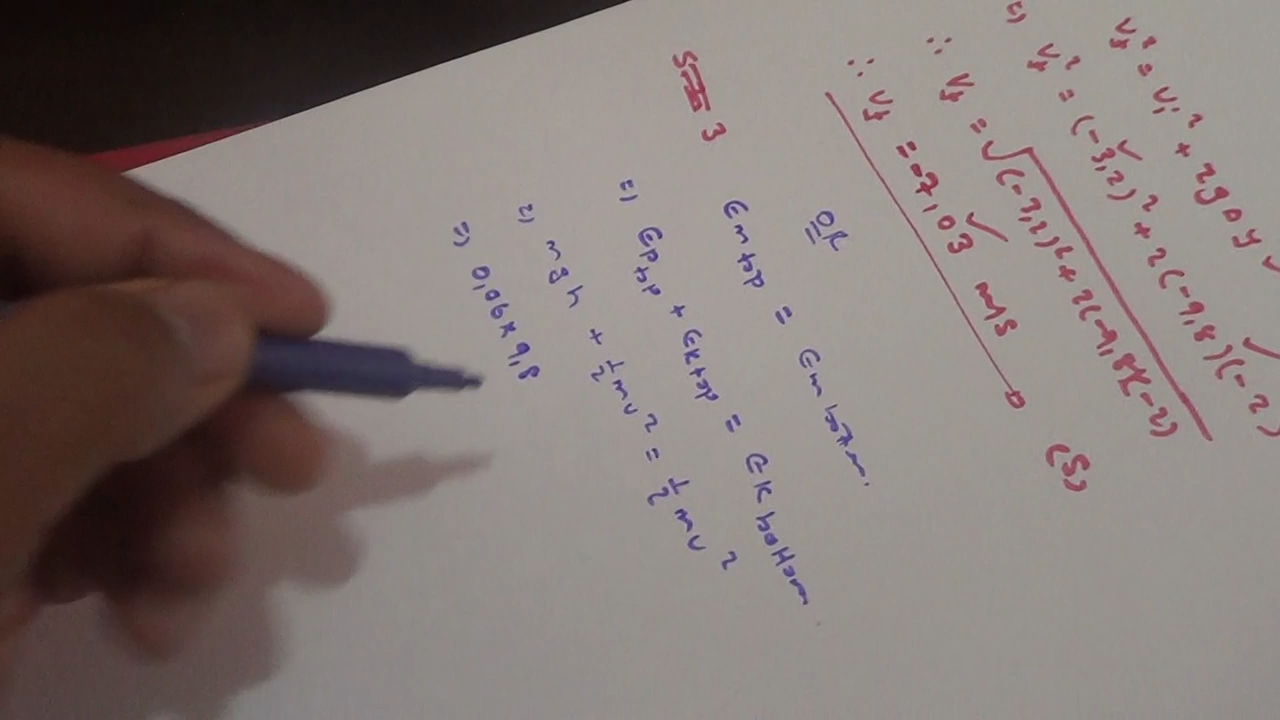 Vf² = Vi² + 2gΔy ✓
=) Vf² = (-3,2)² + 2(-9,8)(-2)
∴ Vf = √(-3,2)² + 2(-9,8)(-2)
∴ Vf = -7,03 m/s
(5)
OR
Em top = Em bottom.
=) Ep top + Ek top = Ek bottom
=) mgh + ½mv² = ½mv²
=) 0,06 × 9,8